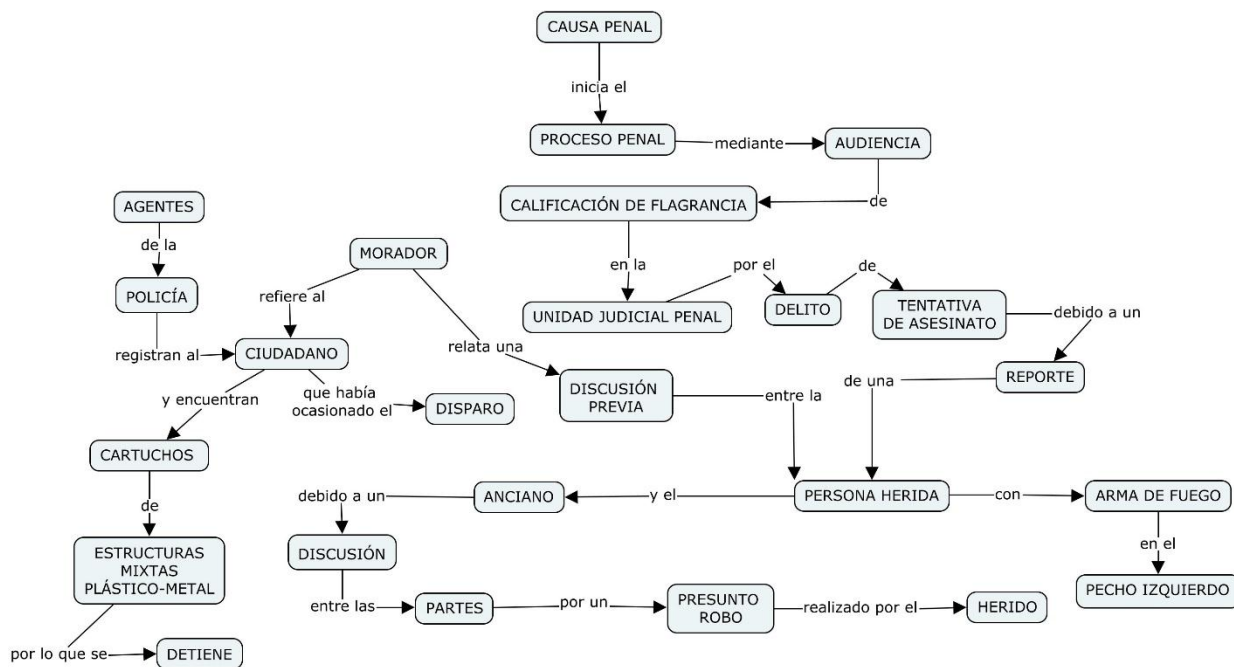 CAUSA PENAL
inicia el
PROCESO PENAL
mediante
AUDIENCIA
de
CALIFICACIÓN DE FLAGRANCIA
en la
UNIDAD JUDICIAL PENAL
por el
DELITO
de
TENTATIVA
DE ASESINATO
debido a un
REPORTE
de una
PERSONA HERIDA
con
ARMA DE FUEGO
en el
PECHO IZQUIERDO
y el
ANCIANO
debido a un
DISCUSIÓN
entre las
PARTES
por un
PRESUNTO
ROBO
realizado por el
HERIDO
MORADOR
relata una
DISCUSIÓN
PREVIA
entre la
refiere al
CIUDADANO
que había
ocasionado el
DISPARO
AGENTES
de la
POLICÍA
registran al
y encuentran
CARTUCHOS
de
ESTRUCTURAS
MIXTAS
PLÁSTICO-METAL
por lo que se
DETIENE